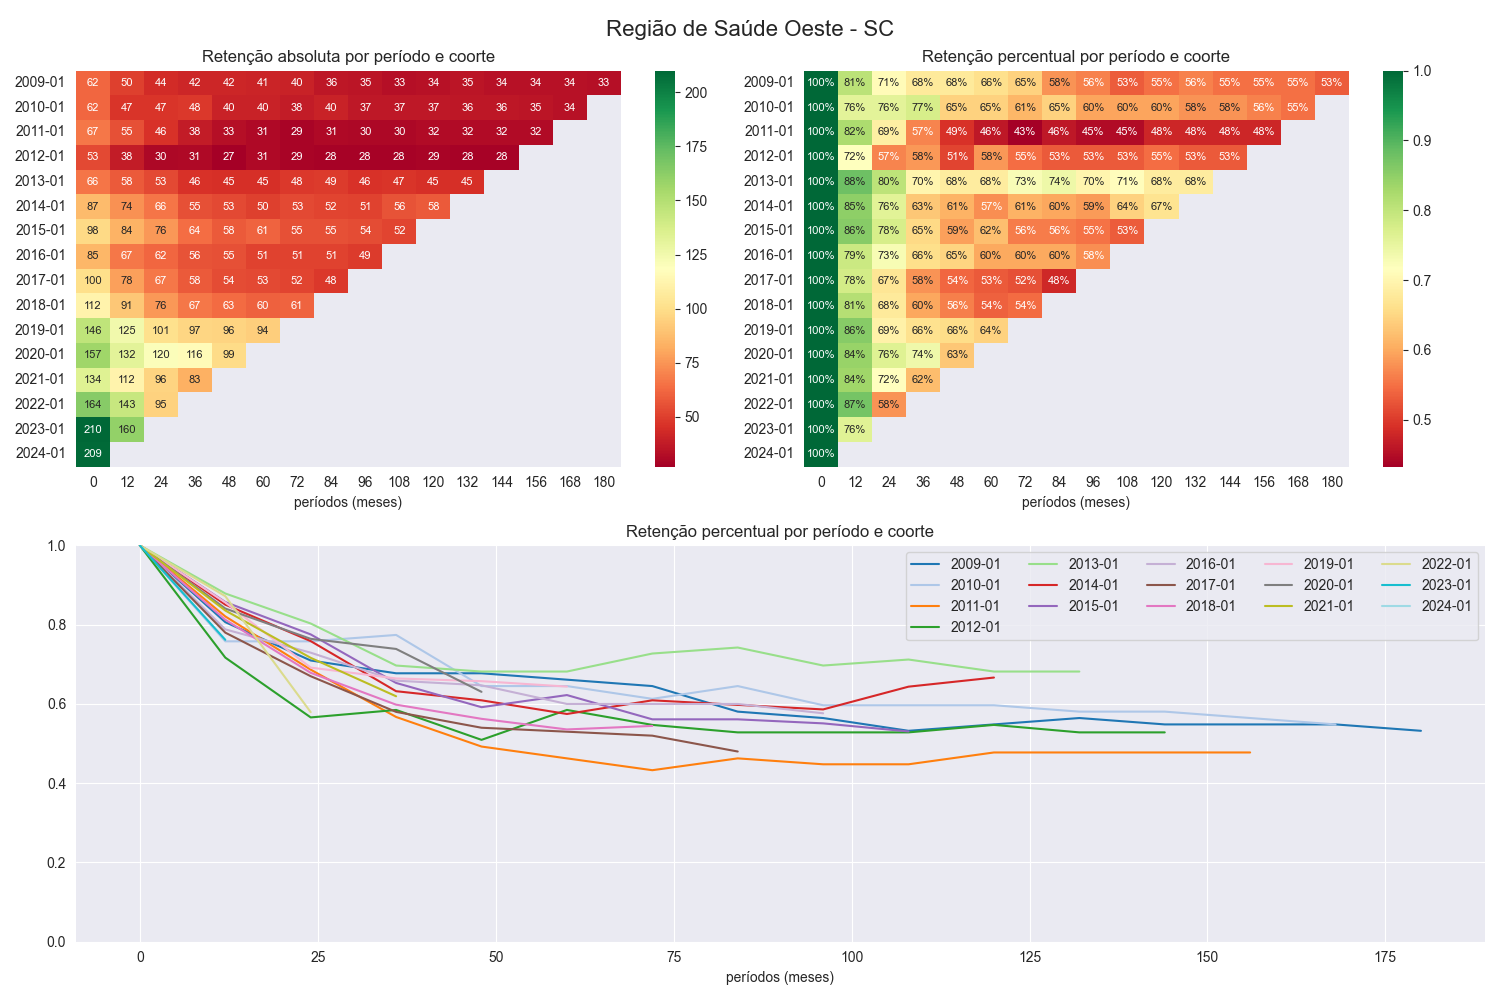 Região de Saúde Oeste - SC
Retenção absoluta por período e coorte
2009-01 62 50 44 42 42 41 40 36 35 33 34 35 34 34 34 33
2010-01 62 47 47 48 40 40 38 40 37 37 37 36 36 35 34
2011-01 67 55 46 38 33 31 29 31 30 30 32 32 32 32
2012-01 53 38 30 31 27 31 29 28 28 28 29 28 28
2013-01 66 58 53 46 45 45 48 49 46 47 45 45
2014-01 87 74 66 55 53 50 53 52 51 56 58
2015-01 98 84 76 64 58 61 55 55 54 52
2016-01 85 67 62 56 55 51 51 51 49
2017-01 100 78 67 58 54 53 52 48
2018-01 112 91 76 67 63 60 61
2019-01 146 125 101 97 96 94
2020-01 157 132 120 116 99
2021-01 134 112 96 83
2022-01 164 143 95
2023-01 210 160
2024-01 209
0 12 24 36 48 60 72 84 96 108 120 132 144 156 168 180
períodos (meses)
200
175
150
125
100
75
50
Retenção percentual por período e coorte
2009-01 100% 81% 71% 68% 68% 66% 65% 58% 56% 53% 55% 56% 55% 55% 55% 53%
2010-01 100% 76% 76% 77% 65% 65% 61% 65% 60% 60% 60% 58% 58% 56% 55%
2011-01 100% 82% 69% 57% 49% 46% 43% 46% 45% 45% 48% 48% 48% 48%
2012-01 100% 72% 57% 58% 51% 58% 55% 53% 53% 53% 55% 53% 53%
2013-01 100% 88% 80% 70% 68% 68% 73% 74% 70% 71% 68% 68%
2014-01 100% 85% 76% 63% 61% 57% 61% 60% 59% 64% 67%
2015-01 100% 86% 78% 65% 59% 62% 56% 56% 55% 53%
2016-01 100% 79% 73% 66% 65% 60% 60% 60% 58%
2017-01 100% 78% 67% 58% 54% 53% 52% 48%
2018-01 100% 81% 68% 60% 56% 54% 54%
2019-01 100% 86% 69% 66% 66% 64%
2020-01 100% 84% 76% 74% 63%
2021-01 100% 84% 72% 62%
2022-01 100% 87% 58%
2023-01 100% 76%
2024-01 100%
0 12 24 36 48 60 72 84 96 108 120 132 144 156 168 180
períodos (meses)
1.0
0.9
0.8
0.7
0.6
0.5
Retenção percentual por período e coorte
1.0
0.8
0.6
0.4
0.2
0.0
2009-01 2013-01 2016-01 2019-01 2022-01
2010-01 2014-01 2017-01 2020-01 2023-01
2011-01 2015-01 2018-01 2021-01 2024-01
2012-01
0 25 50 75 100 125 150 175
períodos (meses)